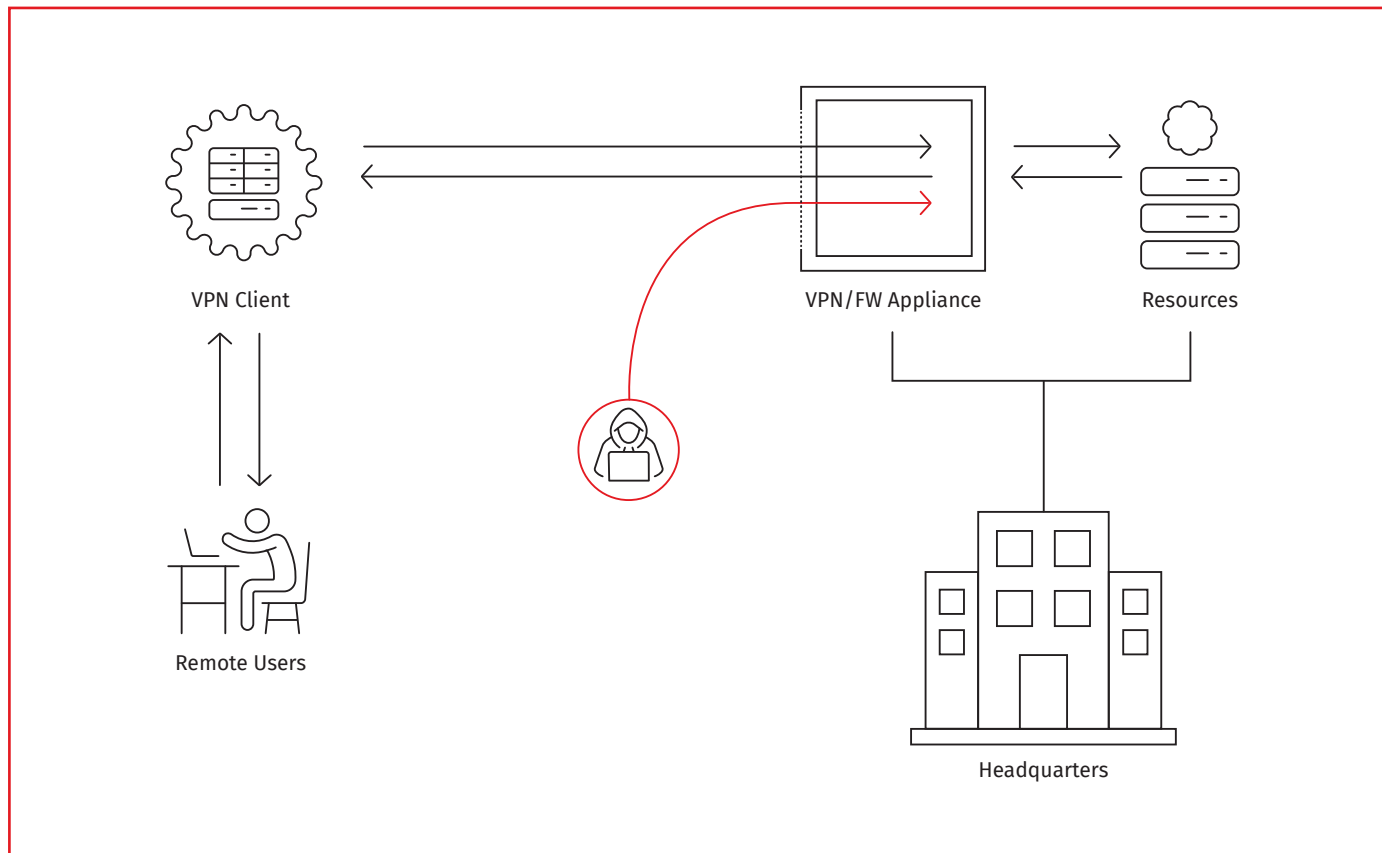 VPN Client
VPN/FW Appliance
Resources
Remote Users
Headquarters